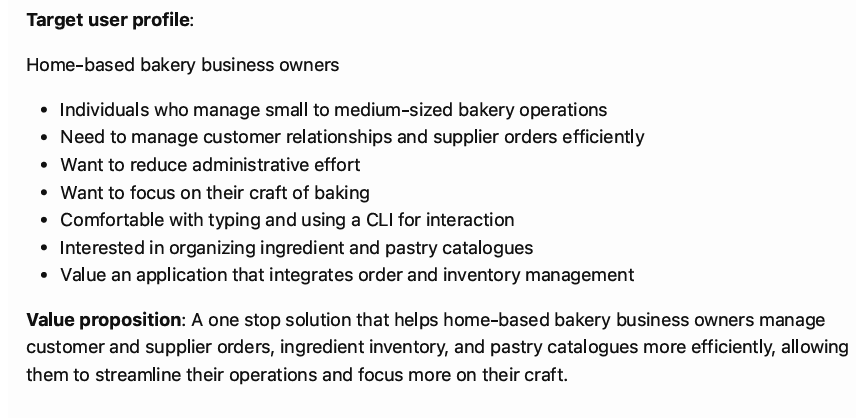 Target user profile:
Home-based bakery business owners
• Individuals who manage small to medium-sized bakery operations
• Need to manage customer relationships and supplier orders efficiently
• Want to reduce administrative effort
• Want to focus on their craft of baking
• Comfortable with typing and using a CLI for interaction
• Interested in organizing ingredient and pastry catalogues
• Value an application that integrates order and inventory management
Value proposition: A one stop solution that helps home-based bakery business owners manage
customer and supplier orders, ingredient inventory, and pastry catalogues more efficiently, allowing
them to streamline their operations and focus more on their craft.